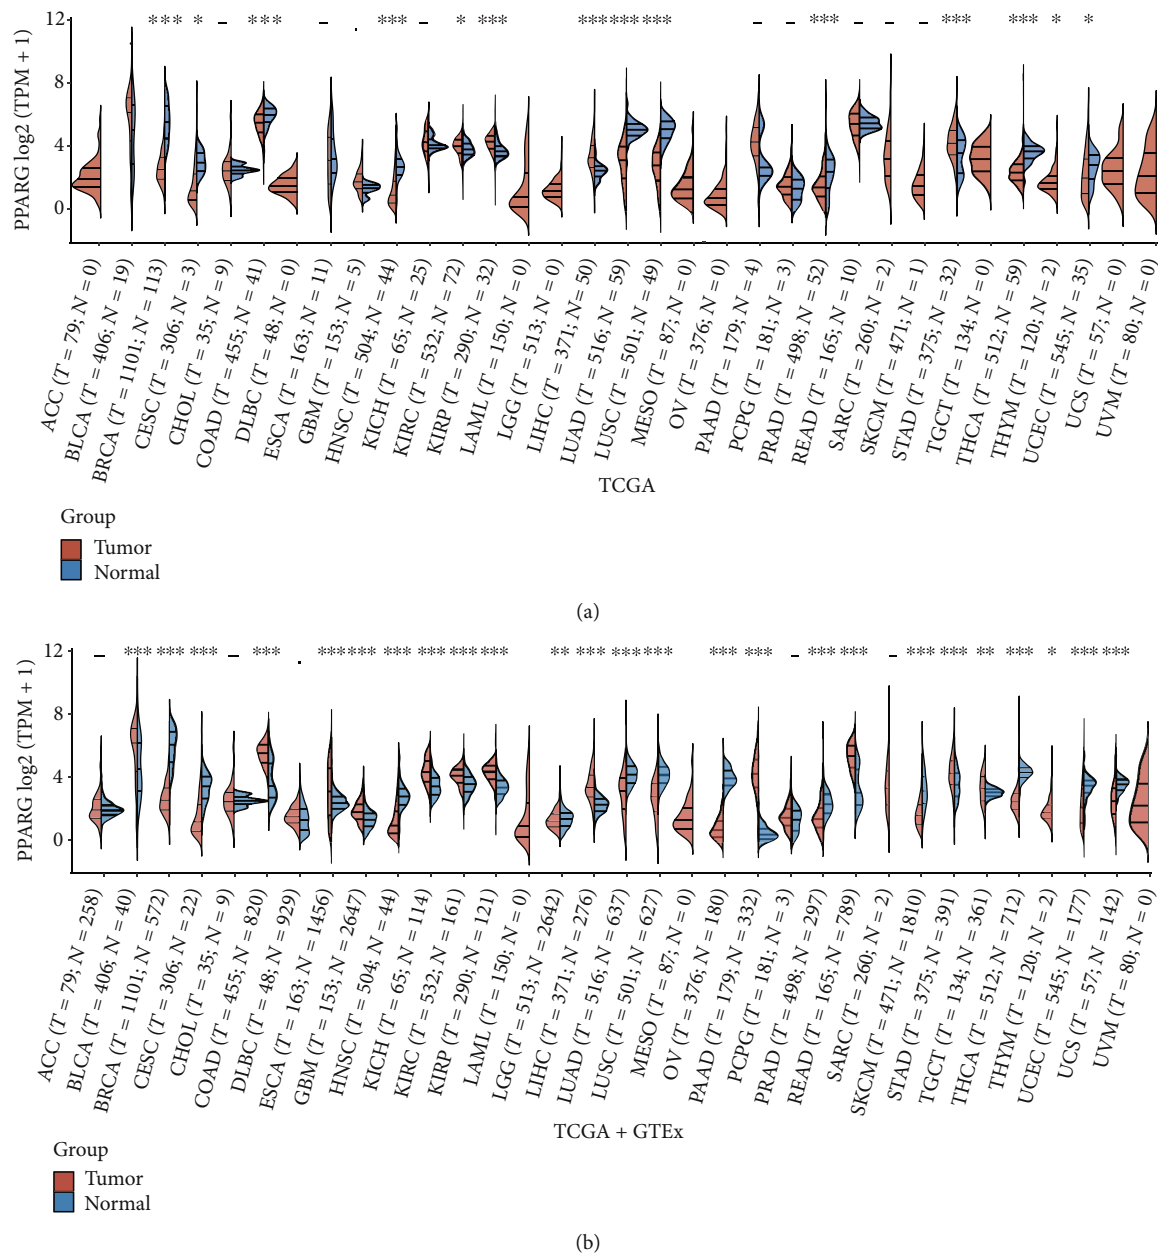 12 *** * – *** – *** – * *** *** *** *** – – *** – – – *** *** * *
8
4
0
PPARG log2 (TPM + 1)
ACC (T = 79; N = 0)
BLCA (T = 406; N = 19)
BRCA (T = 1101; N = 113)
CESC (T = 306; N = 3)
CHOL (T = 35; N = 9)
COAD (T = 455; N = 41)
DLBC (T = 48; N = 0)
ESCA (T = 163; N = 11)
GBM (T = 153; N = 5)
HNSC (T = 504; N = 44)
KICH (T = 65; N = 25)
KIRC (T = 532; N = 72)
KIRP (T = 290; N = 32)
LAML (T = 150; N = 0)
LGG (T = 513; N = 0)
LIHC (T = 371; N = 50)
LUAD (T = 516; N = 59)
LUSC (T = 501; N = 49)
MESO (T = 87; N = 0)
OV (T = 376; N = 0)
PAAD (T = 179; N = 4)
PCPG (T = 181; N = 3)
PRAD (T = 498; N = 52)
READ (T = 165; N = 10)
SARC (T = 260; N = 2)
SKCM (T = 471; N = 1)
STAD (T = 375; N = 32)
TGCT (T = 134; N = 0)
THCA (T = 512; N = 59)
THYM (T = 120; N = 2)
UCEC (T = 545; N = 35)
UCS (T = 57; N = 0)
UVM (T = 80; N = 0)
TCGA
Group
Tumor
Normal
(a)
12 – *** *** *** – *** *** *** *** *** *** *** ** *** *** *** *** *** – *** *** – *** *** ** *** * *** ***
8
4
0
PPARG log2 (TPM + 1)
ACC (T = 79; N = 258)
BLCA (T = 406; N = 40)
BRCA (T = 1101; N = 572)
CESC (T = 306; N = 22)
CHOL (T = 35; N = 9)
COAD (T = 455; N = 820)
DLBC (T = 48; N = 929)
ESCA (T = 163; N = 1456)
GBM (T = 153; N = 2647)
HNSC (T = 504; N = 44)
KICH (T = 65; N = 114)
KIRC (T = 532; N = 161)
KIRP (T = 290; N = 121)
LAML (T = 150; N = 0)
LGG (T = 513; N = 2642)
LIHC (T = 371; N = 276)
LUAD (T = 516; N = 637)
LUSC (T = 501; N = 627)
MESO (T = 87; N = 0)
OV (T = 376; N = 180)
PAAD (T = 179; N = 332)
PCPG (T = 181; N = 3)
PRAD (T = 498; N = 297)
READ (T = 165; N = 789)
SARC (T = 260; N = 2)
SKCM (T = 471; N = 1810)
STAD (T = 375; N = 391)
TGCT (T = 134; N = 361)
THCA (T = 512; N = 712)
THYM (T = 120; N = 2)
UCEC (T = 545; N = 177)
UCS (T = 57; N = 142)
UVM (T = 80; N = 0)
TCGA + GTEx
Group
Tumor
Normal
(b)